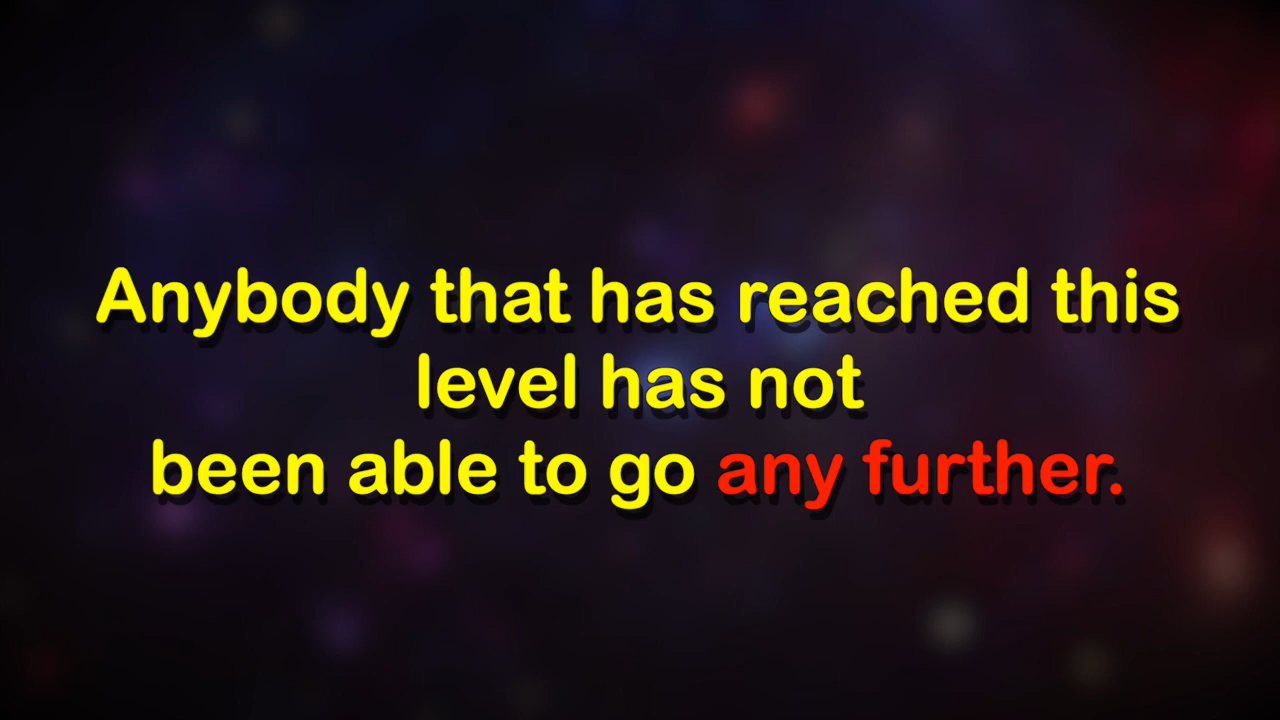 Anybody that has reached this
level has not
been able to go any further.